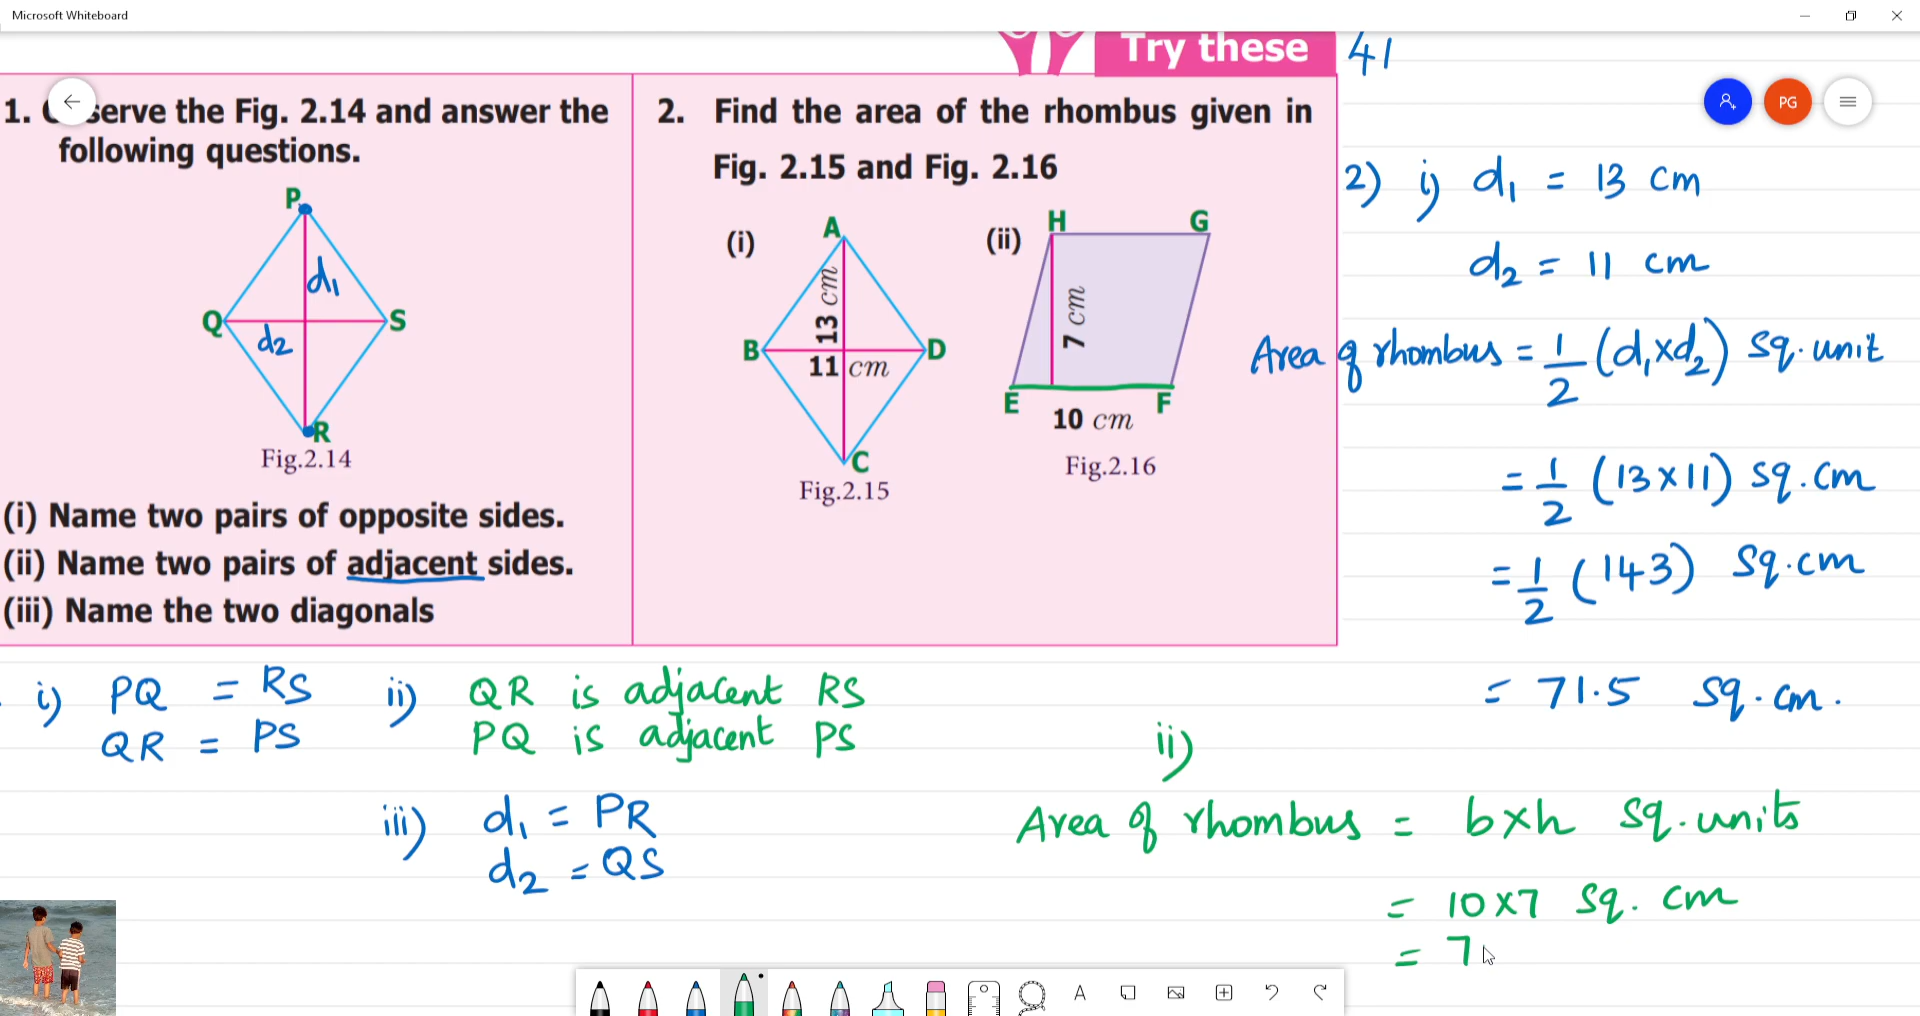 Microsoft Whiteboard
Try these
41
PG
1. serve the Fig. 2.14 and answer the
following questions.
P
d1
Q
S
d2
R
Fig.2.14
(i) Name two pairs of opposite sides.
(ii) Name two pairs of adjacent sides.
(iii) Name the two diagonals
2. Find the area of the rhombus given in
Fig. 2.15 and Fig. 2.16
(i)
A
13 cm
B
D
11 cm
C
Fig.2.15
(ii)
H
G
7 cm
E
F
10 cm
Fig.2.16
2) i) d1 = 13 cm
d2 = 11 cm
Area of rhombus = 1/2 (d1xd2) sq.unit
= 1/2 (13x11) sq.cm
= 1/2 (143) sq.cm
= 71.5 sq.cm.
i) PQ = RS
QR = PS
ii) QR is adjacent RS
PQ is adjacent PS
iii) d1 = PR
d2 = QS
ii)
Area of rhombus = bxh sq.units
= 10x7 sq. cm
= 7
A